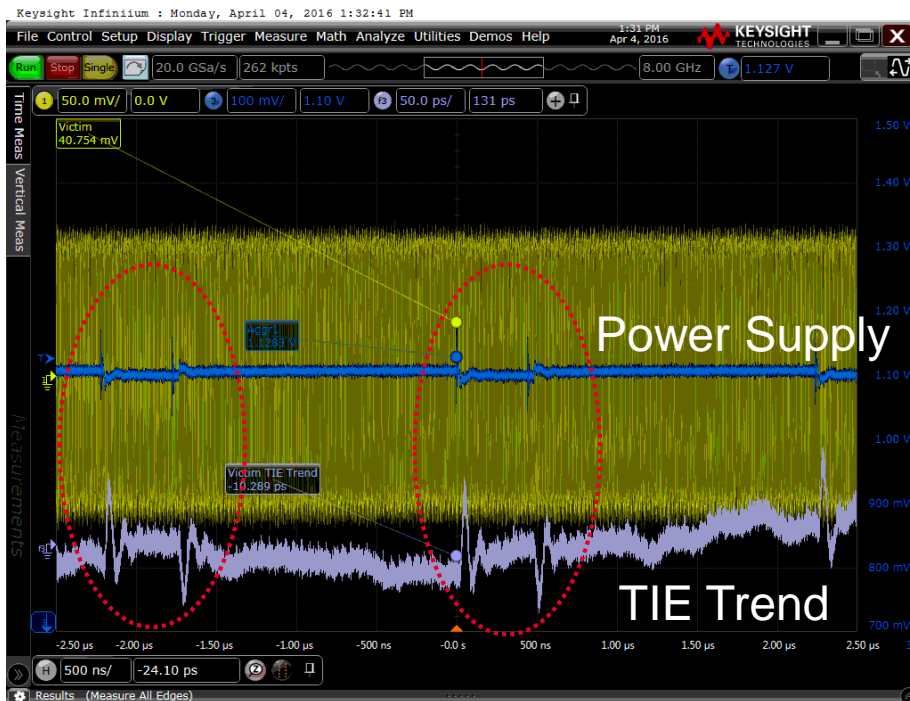 Keysight Infiniium : Monday, April 04, 2016 1:32:41 PM
File Control Setup Display Trigger Measure Math Analyze Utilities Demos Help
1:31 PM
Apr 4, 2016
KEYSIGHT
TECHNOLOGIES
Run Stop Single 20.0 GSa/s 262 kpts 8.00 GHz T 1.127 V
1 50.0 mV/ 0.0 V 3 100 mV/ 1.10 V f3 50.0 ps/ 131 ps
Time Meas
Vertical Meas
Measurements
Victim
40.754 mV
1.50 V
1.40 V
1.30 V
1.20 V
Aggr1
1.1283 V
Power Supply
T
1.10 V
1.00 V
Victim TIE Trend
-10.289 ps
900 mV
f3
800 mV
TIE Trend
700 mV
-2.50 µs -2.00 µs -1.50 µs -1.00 µs -500 ns -0.0 s 500 ns 1.00 µs 1.50 µs 2.00 µs 2.50 µs
H 500 ns/ -24.10 ps
Results (Measure All Edges)